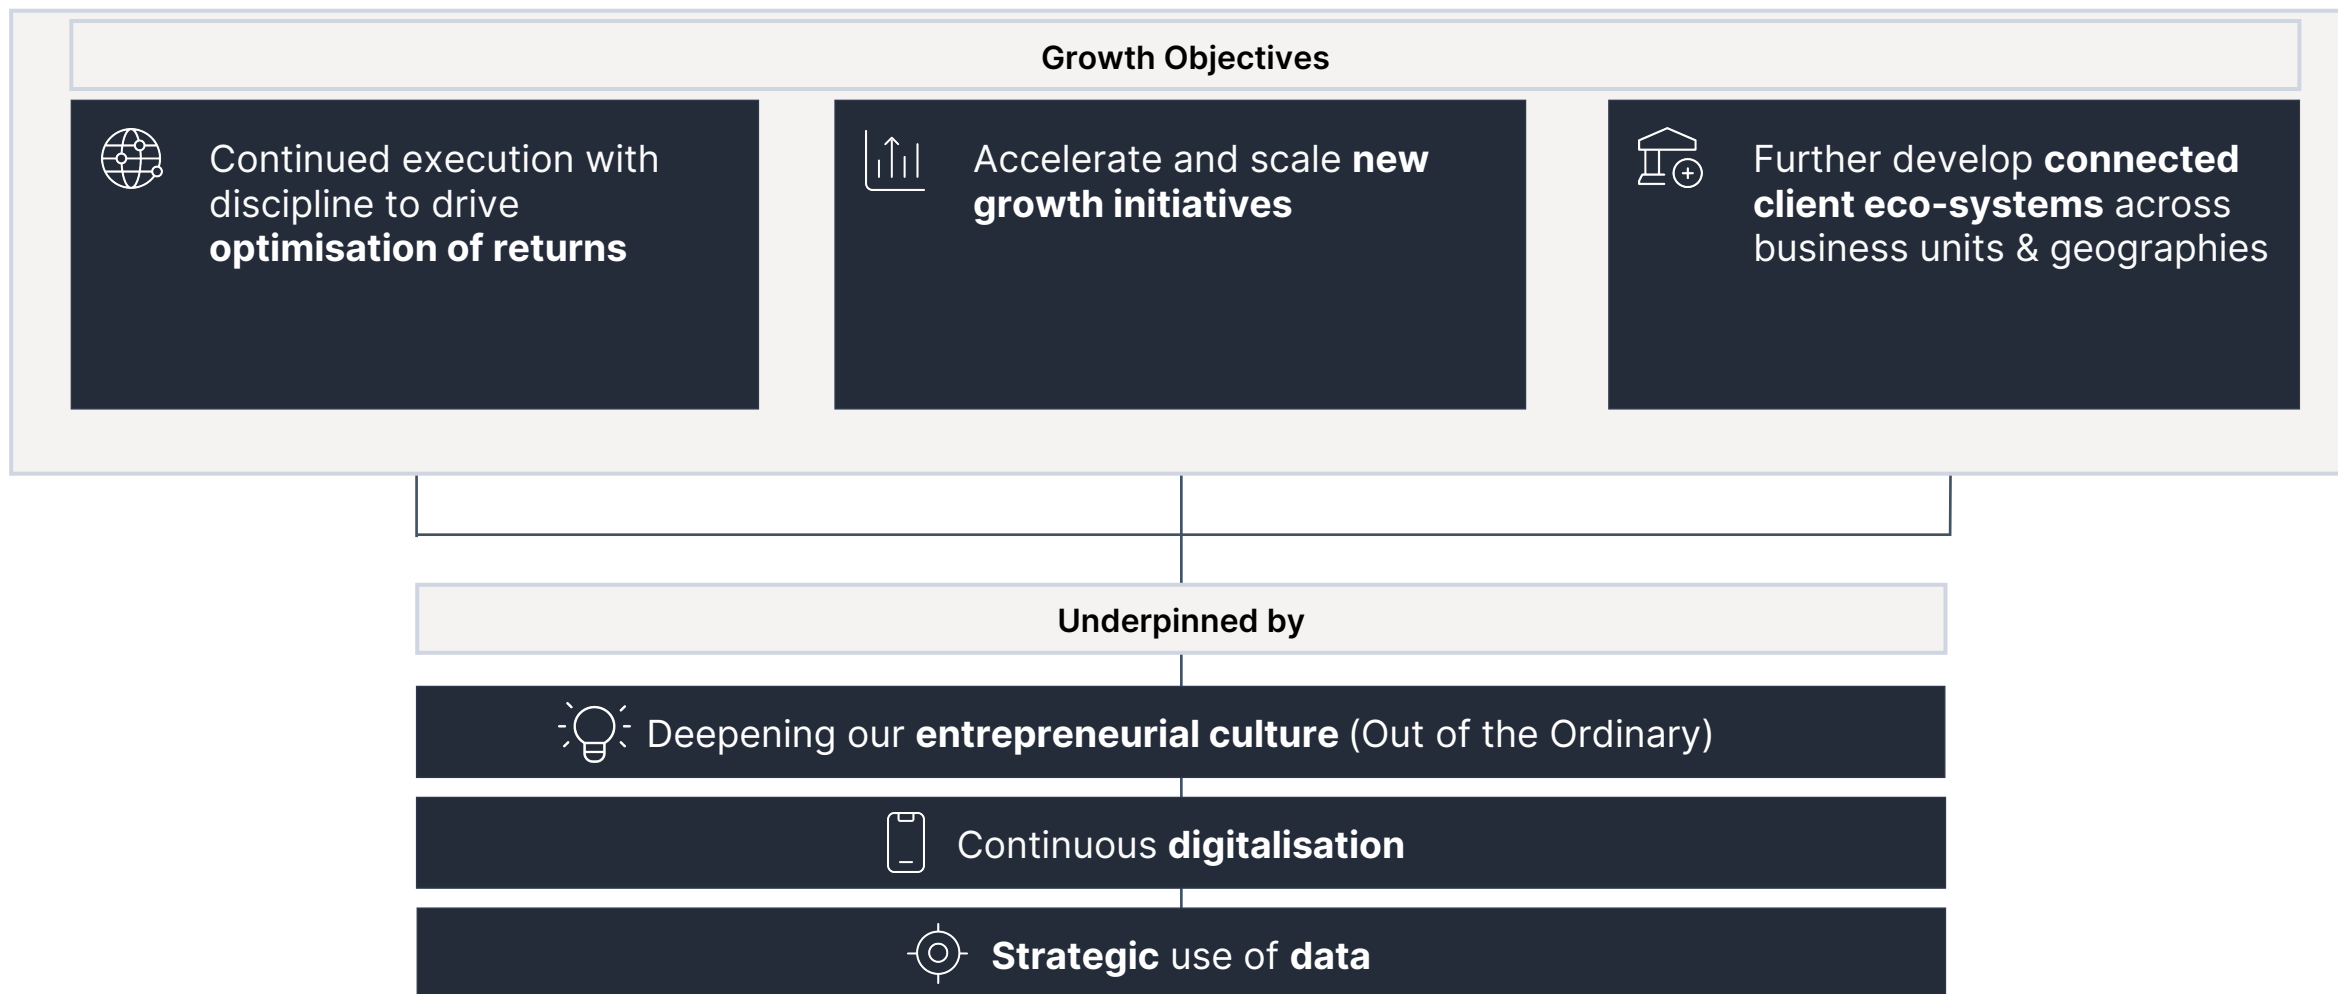 Growth Objectives
Continued execution with
discipline to drive
optimisation of returns
Accelerate and scale new
growth initiatives
Further develop connected
client eco-systems across
business units & geographies
Underpinned by
Deepening our entrepreneurial culture (Out of the Ordinary)
Continuous digitalisation
Strategic use of data